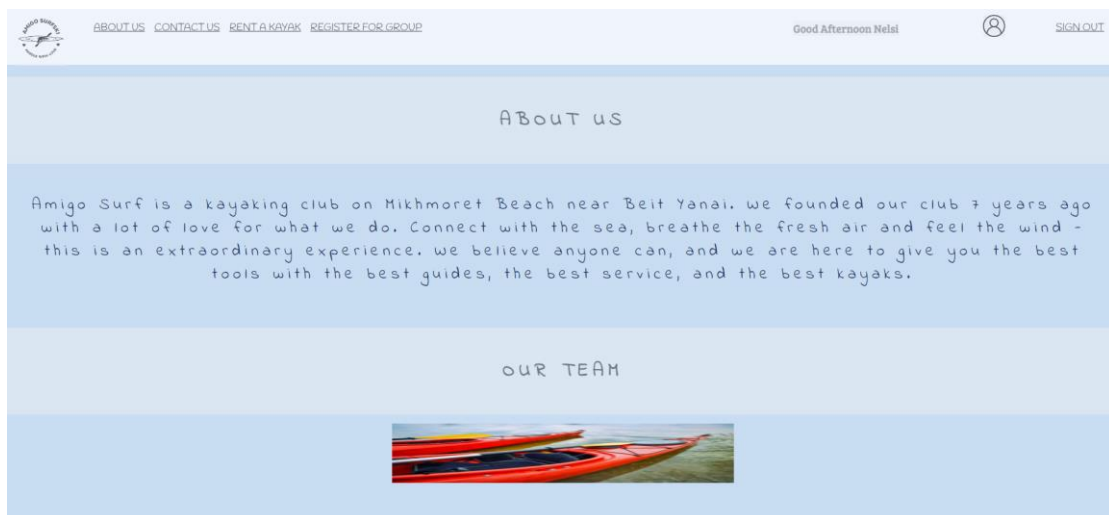 AMIGO SURFSKI
ABOUT US CONTACT US RENT A KAYAK REGISTER FOR GROUP
Good Afternoon Nelsi
SIGN OUT
ABOUT US
Amigo Surf is a kayaking club on Mikhmoret Beach near Beit Yanai. we founded our club 7 years ago
with a lot of love for what we do. Connect with the sea, breathe the fresh air and feel the wind -
this is an extraordinary experience. we believe anyone can, and we are here to give you the best
tools with the best guides, the best service, and the best kayaks.
OUR TEAM